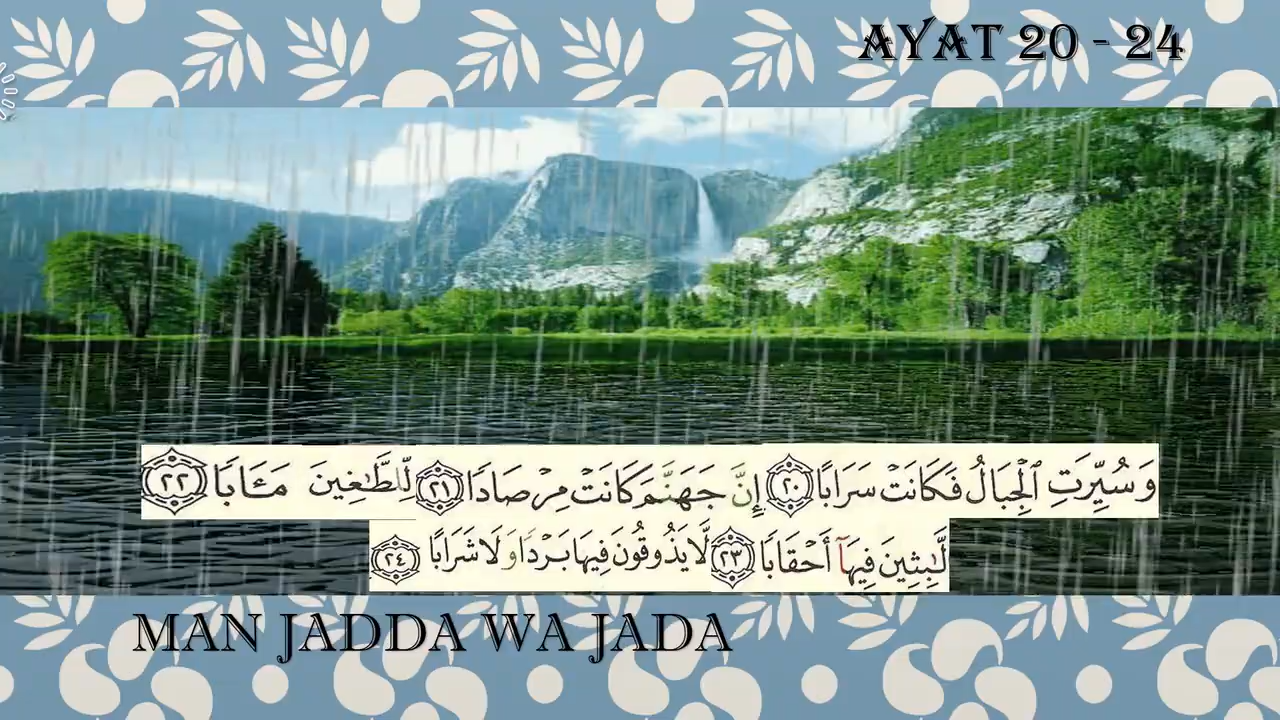 AYAT 20 - 24
وَسُيِّرَتِ ٱلْجِبَالُ فَكَانَتْ سَرَابًا ٢٠ إِنَّ جَهَنَّمَ كَانَتْ مِرْصَادًا ٢١ لِّلطَّٰغِينَ مَـَٔابًا ٢٢
لَّٰبِثِينَ فِيهَآ أَحْقَابًا ٢٣ لَّا يَذُوقُونَ فِيهَا بَرْدًا وَلَا شَرَابًا ٢٤
MAN JADDA WA JADA